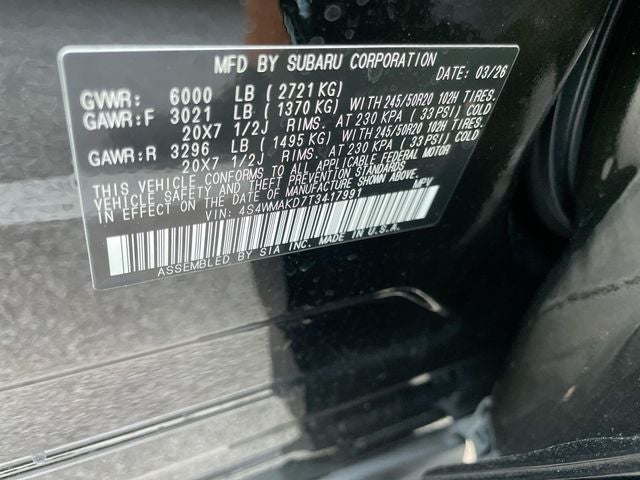 MFD BY SUBARU CORPORATION
DATE: 03/26
GVWR: 6000 LB ( 2721 KG)
GAWR:F 3021 LB ( 1370 KG) WITH 245/50R20 102H TIRES,
20X7 1/2J RIMS, AT 230 KPA ( 33 PSI) COLD
GAWR:R 3296 LB ( 1495 KG) WITH 245/50R20 102H TIRES,
20X7 1/2J RIMS, AT 230 KPA ( 33 PSI) COLD
THIS VEHICLE CONFORMS TO ALL APPLICABLE FEDERAL MOTOR
VEHICLE SAFETY AND THEFT PREVENTION STANDARDS IN EFFECT
ON THE DATE OF MANUFACTURE SHOWN ABOVE.
VIN: 4S4WMAKD7T3417991 MPV
ASSEMBLED BY SIA INC. MADE IN U.S.A.